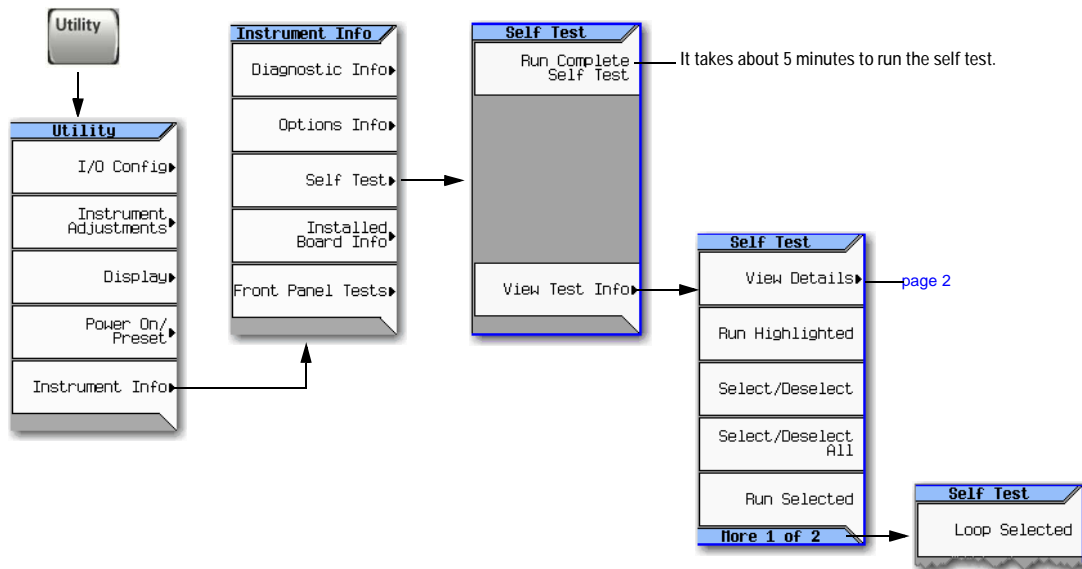 Utility
Utility
I/O Config
Instrument
Adjustments
Display
Power On/
Preset
Instrument Info
Instrument Info
Diagnostic Info
Options Info
Self Test
Installed
Board Info
Front Panel Tests
Self Test
Run Complete
Self Test
It takes about 5 minutes to run the self test.
View Test Info
Self Test
View Details
page 2
Run Highlighted
Select/Deselect
Select/Deselect
All
Run Selected
More 1 of 2
Self Test
Loop Selected